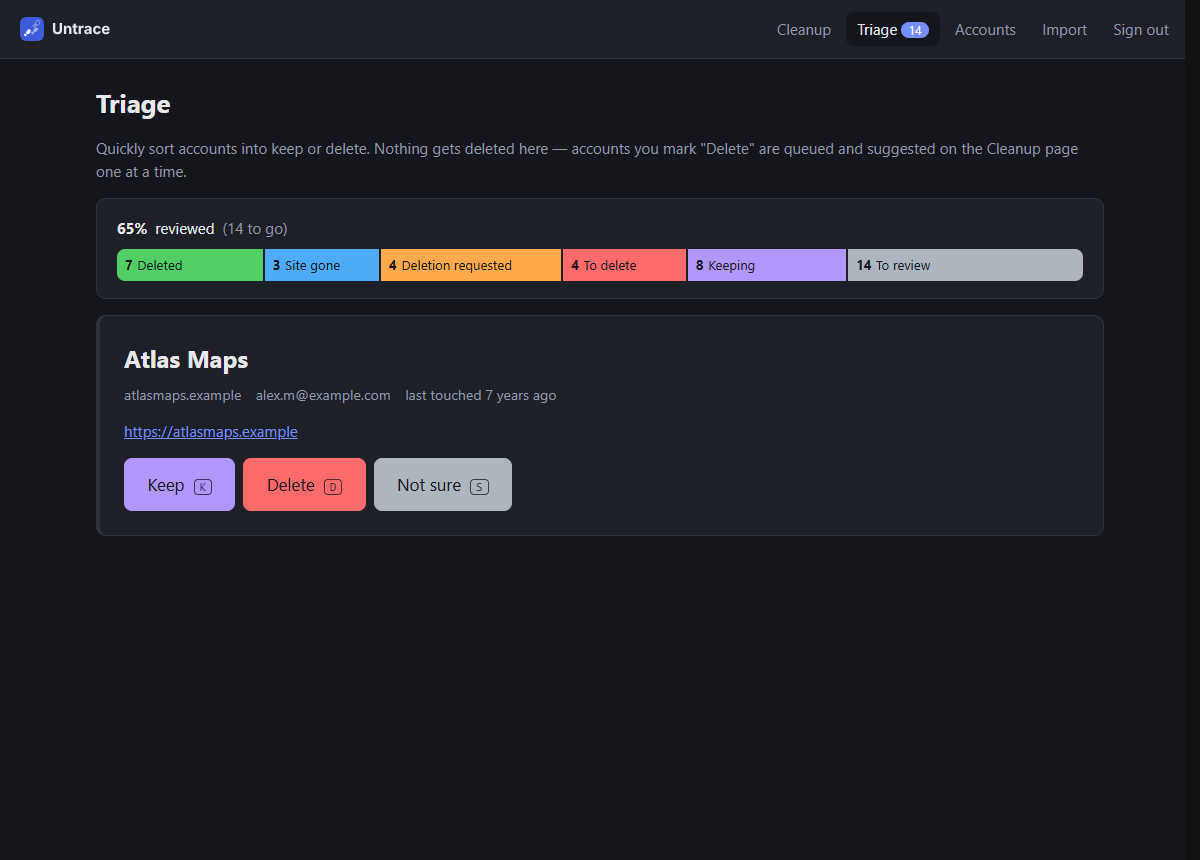 Untrace
Cleanup
Triage 14
Accounts
Import
Sign out
Triage
Quickly sort accounts into keep or delete. Nothing gets deleted here — accounts you mark "Delete" are queued and suggested on the Cleanup page
one at a time.
65% reviewed (14 to go)
7 Deleted
3 Site gone
4 Deletion requested
4 To delete
8 Keeping
14 To review
Atlas Maps
atlasmaps.example alex.m@example.com last touched 7 years ago
https://atlasmaps.example
Keep K
Delete D
Not sure S